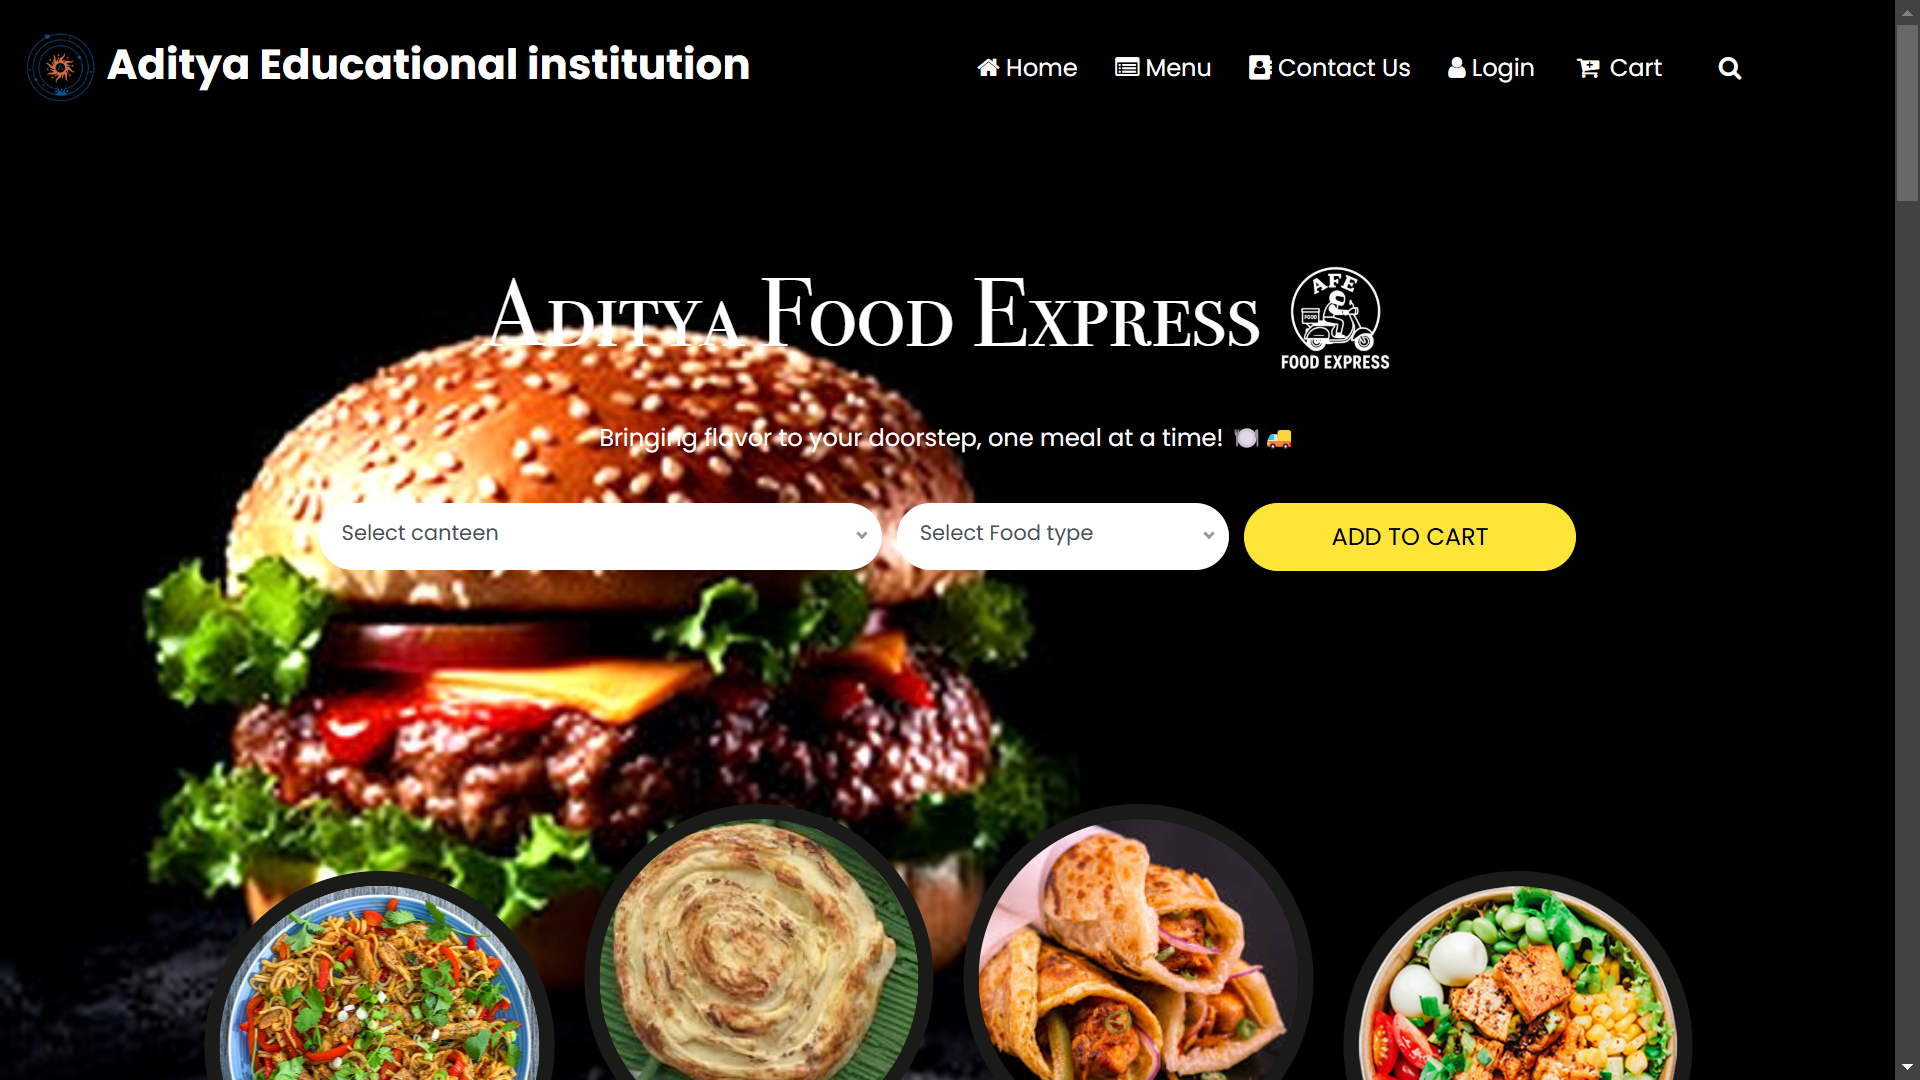 Aditya Educational institution
Home
Menu
Contact Us
Login
Cart
Aditya Food Express
AFE
FOOD
FOOD EXPRESS
Bringing flavor to your doorstep, one meal at a time! 🍽️ 🚚
Select canteen
Select Food type
ADD TO CART